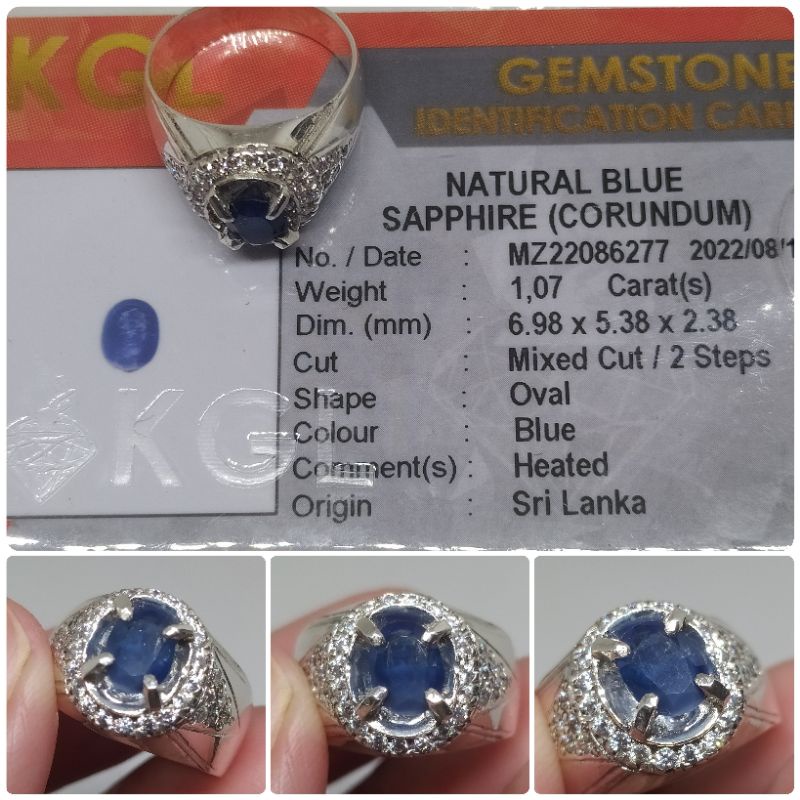 KGL
GEMSTONE
IDENTIFICATION CAR
NATURAL BLUE
SAPPHIRE (CORUNDUM)
No. / Date : MZ22086277 2022/08/1
Weight : 1,07 Carat(s)
Dim. (mm) : 6.98 x 5.38 x 2.38
Cut : Mixed Cut / 2 Steps
Shape : Oval
Colour : Blue
Comment(s) : Heated
Origin : Sri Lanka
KGL